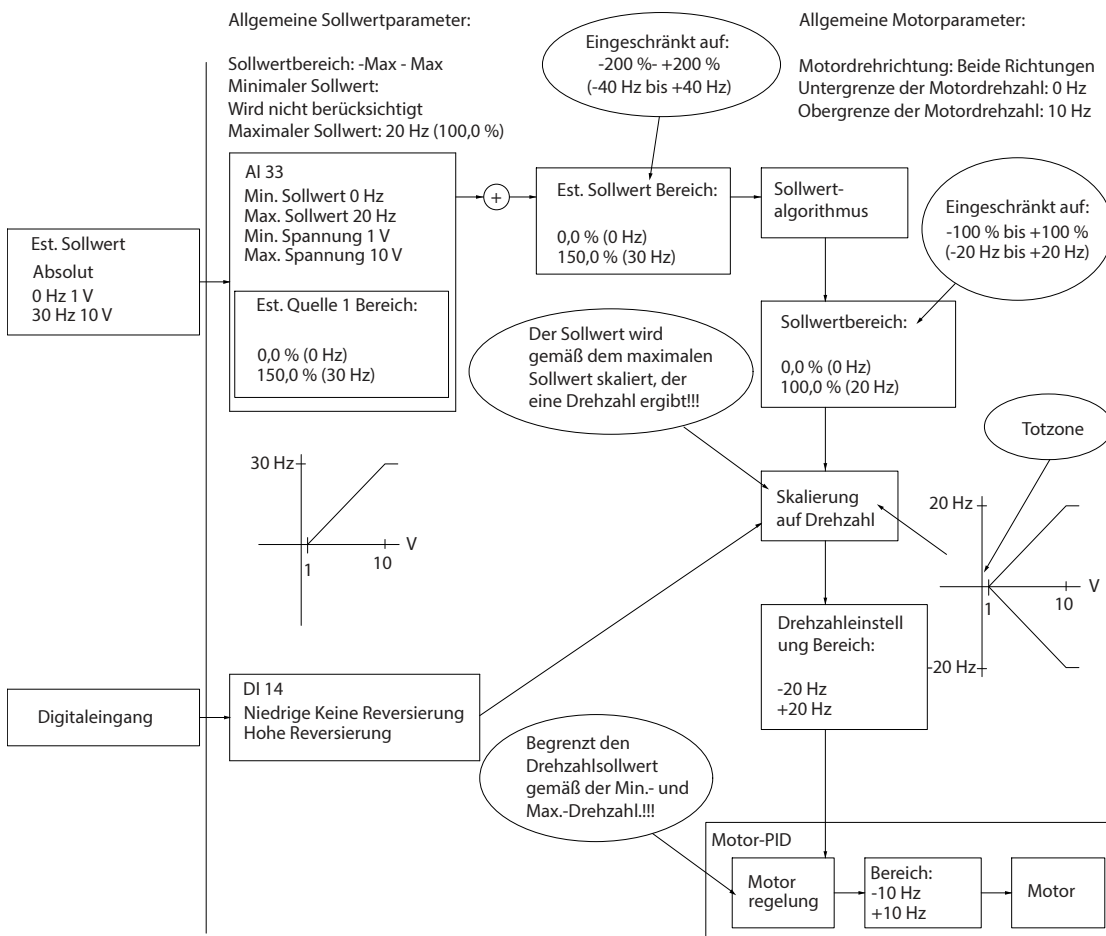 Allgemeine Sollwertparameter:
Sollwertbereich: -Max - Max
Minimaler Sollwert:
Wird nicht berücksichtigt
Maximaler Sollwert: 20 Hz (100,0 %)
Eingeschränkt auf:
-200 %- +200 %
(-40 Hz bis +40 Hz)
Allgemeine Motorparameter:
Motordrehrichtung: Beide Richtungen
Untergrenze der Motordrehzahl: 0 Hz
Obergrenze der Motordrehzahl: 10 Hz
Est. Sollwert
Absolut
0 Hz 1 V
30 Hz 10 V
AI 33
Min. Sollwert 0 Hz
Max. Sollwert 20 Hz
Min. Spannung 1 V
Max. Spannung 10 V
Est. Quelle 1 Bereich:
0,0 % (0 Hz)
150,0 % (30 Hz)
+
Est. Sollwert Bereich:
0,0 % (0 Hz)
150,0 % (30 Hz)
Sollwert-
algorithmus
Eingeschränkt auf:
-100 % bis +100 %
(-20 Hz bis +20 Hz)
Sollwertbereich:
0,0 % (0 Hz)
100,0 % (20 Hz)
Der Sollwert wird
gemäß dem maximalen
Sollwert skaliert, der
eine Drehzahl ergibt!!!
Totzone
30 Hz
1
10
V
Skalierung
auf Drehzahl
20 Hz
1
10
V
-20 Hz
Drehzahleinstell
ung Bereich:
-20 Hz
+20 Hz
Digitaleingang
DI 14
Niedrige Keine Reversierung
Hohe Reversierung
Begrenzt den
Drehzahlsollwert
gemäß der Min.- und
Max.-Drehzahl.!!!
Motor-PID
Motor
regelung
Bereich:
-10 Hz
+10 Hz
Motor